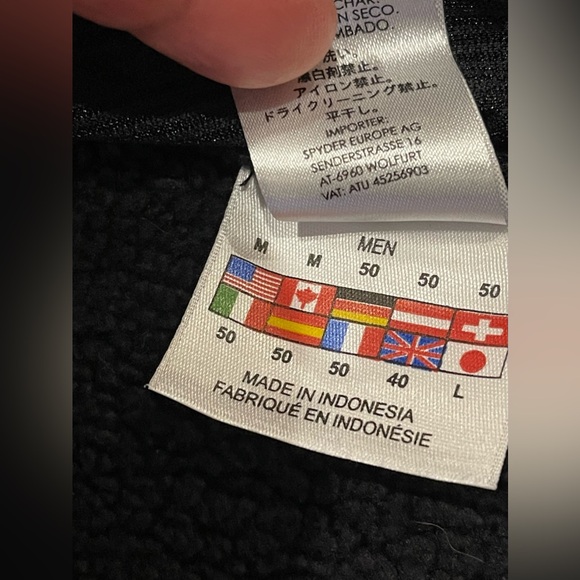 CHAR.
N SECO.
MBADO.
洗い。
漂白剤禁止。
アイロン禁止。
ドライクリーニング禁止。
平干し。
IMPORTER:
SPYDER EUROPE AG
SENDERSTRASSE 16
AT-6960 WOLFURT
VAT: ATU 45256903
MEN
M M 50 50 50
50 50 50 40 L
MADE IN INDONESIA
FABRIQUÉ EN INDONÉSIE